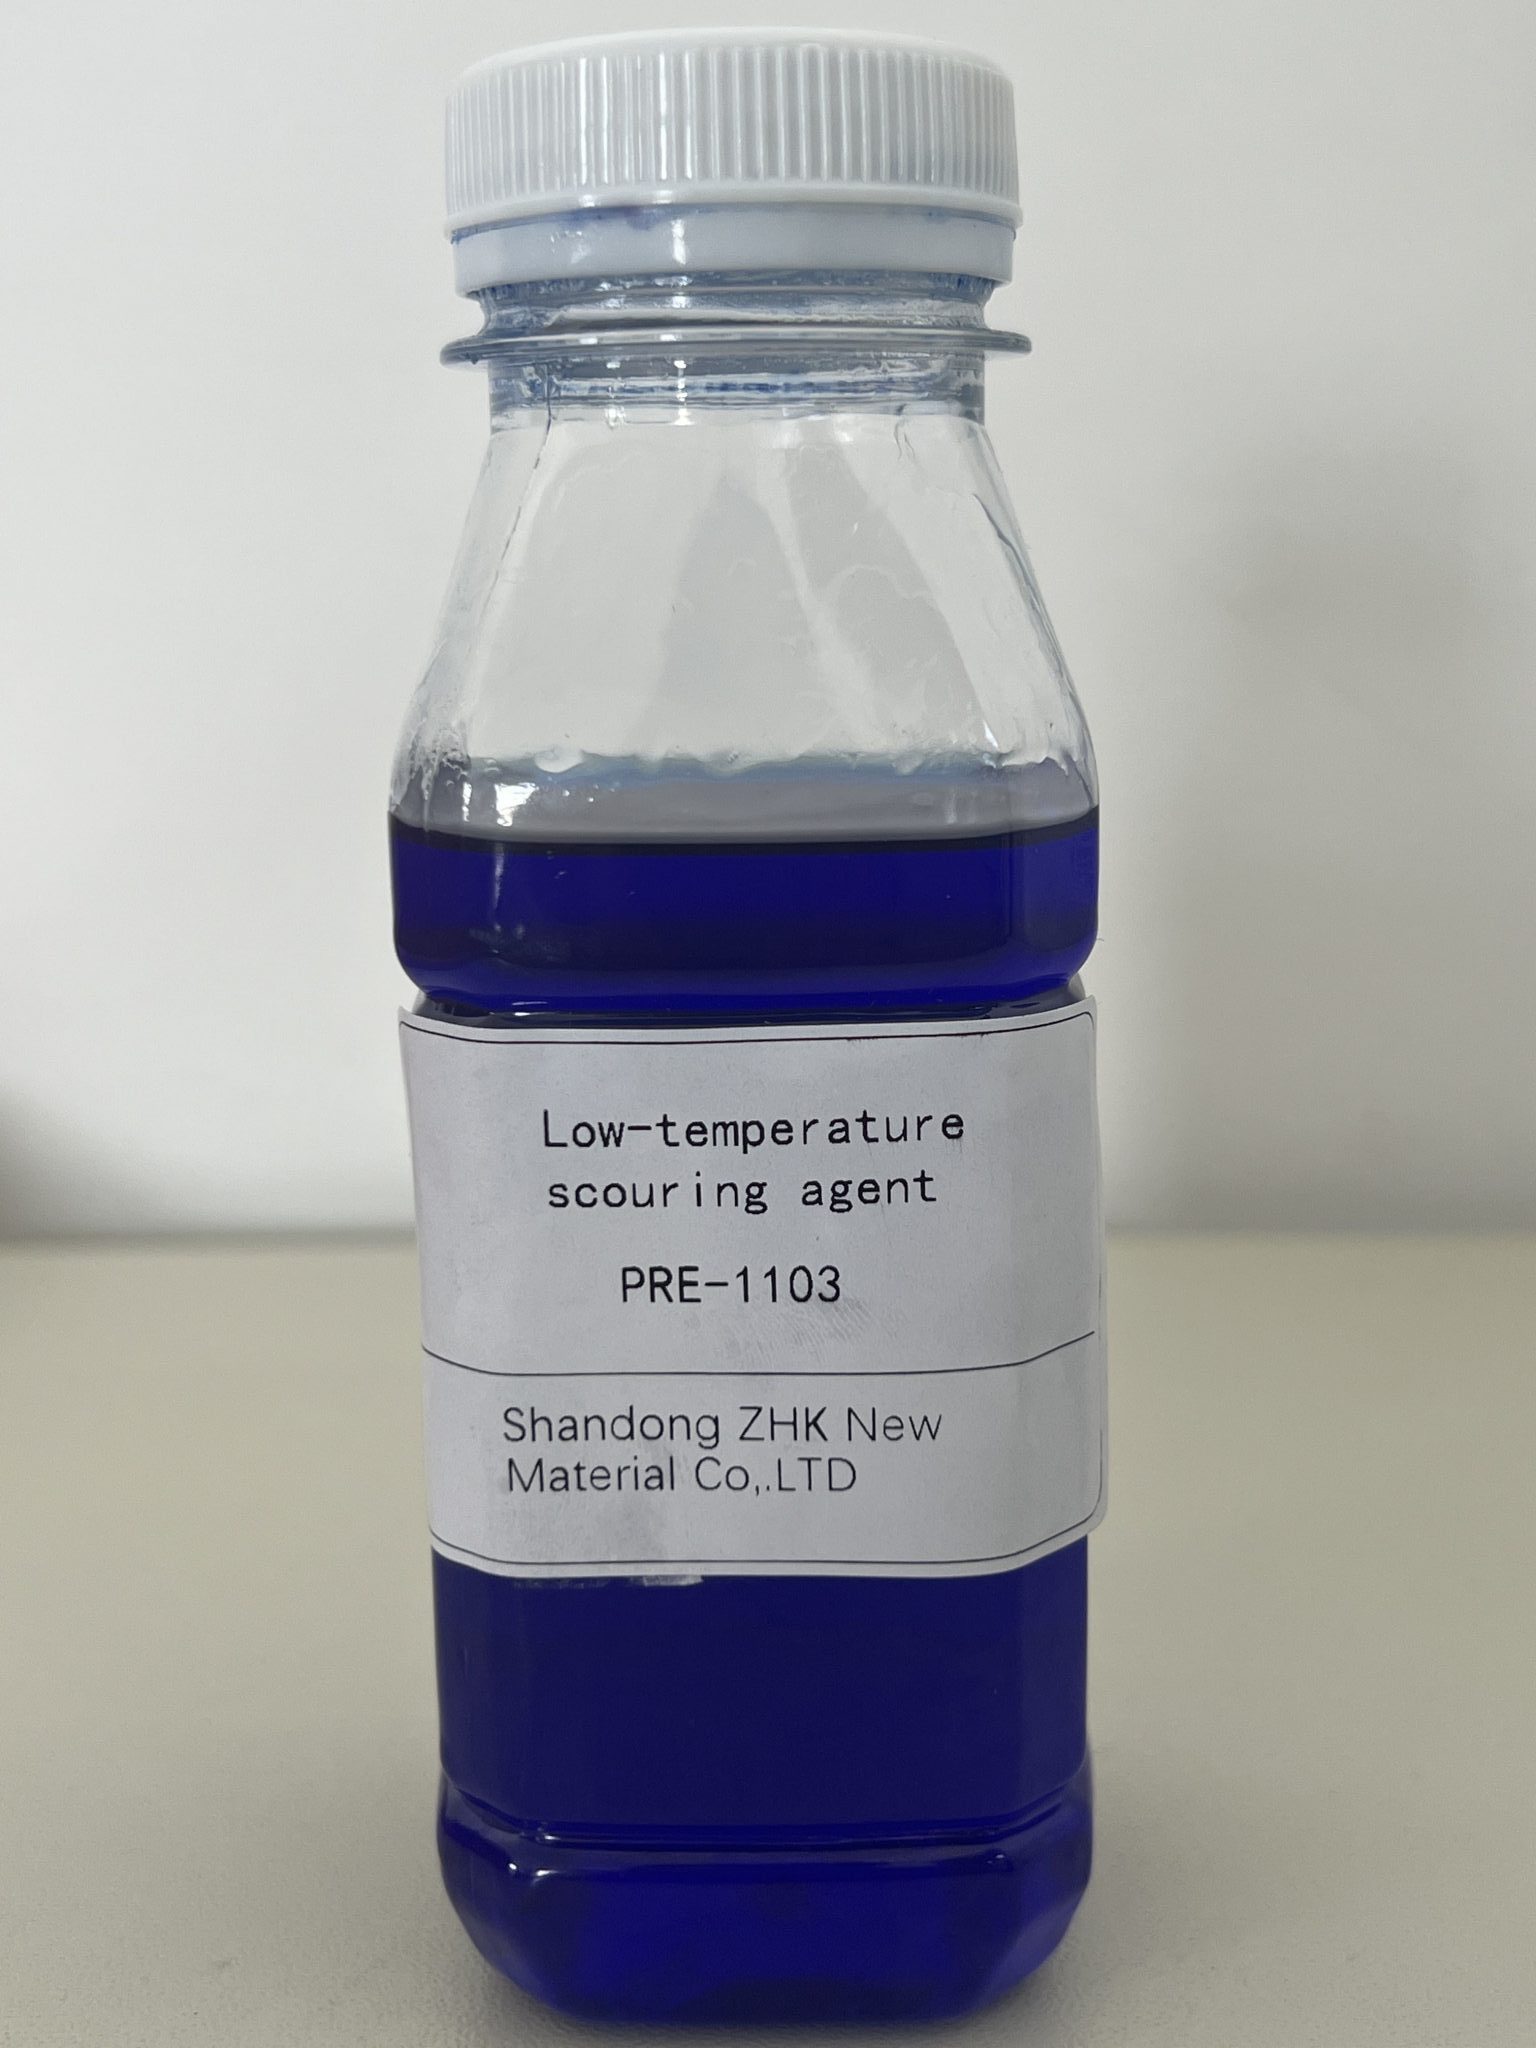 Low-temperature
scouring agent
PRE-1103
Shandong ZHK New
Material Co,.LTD